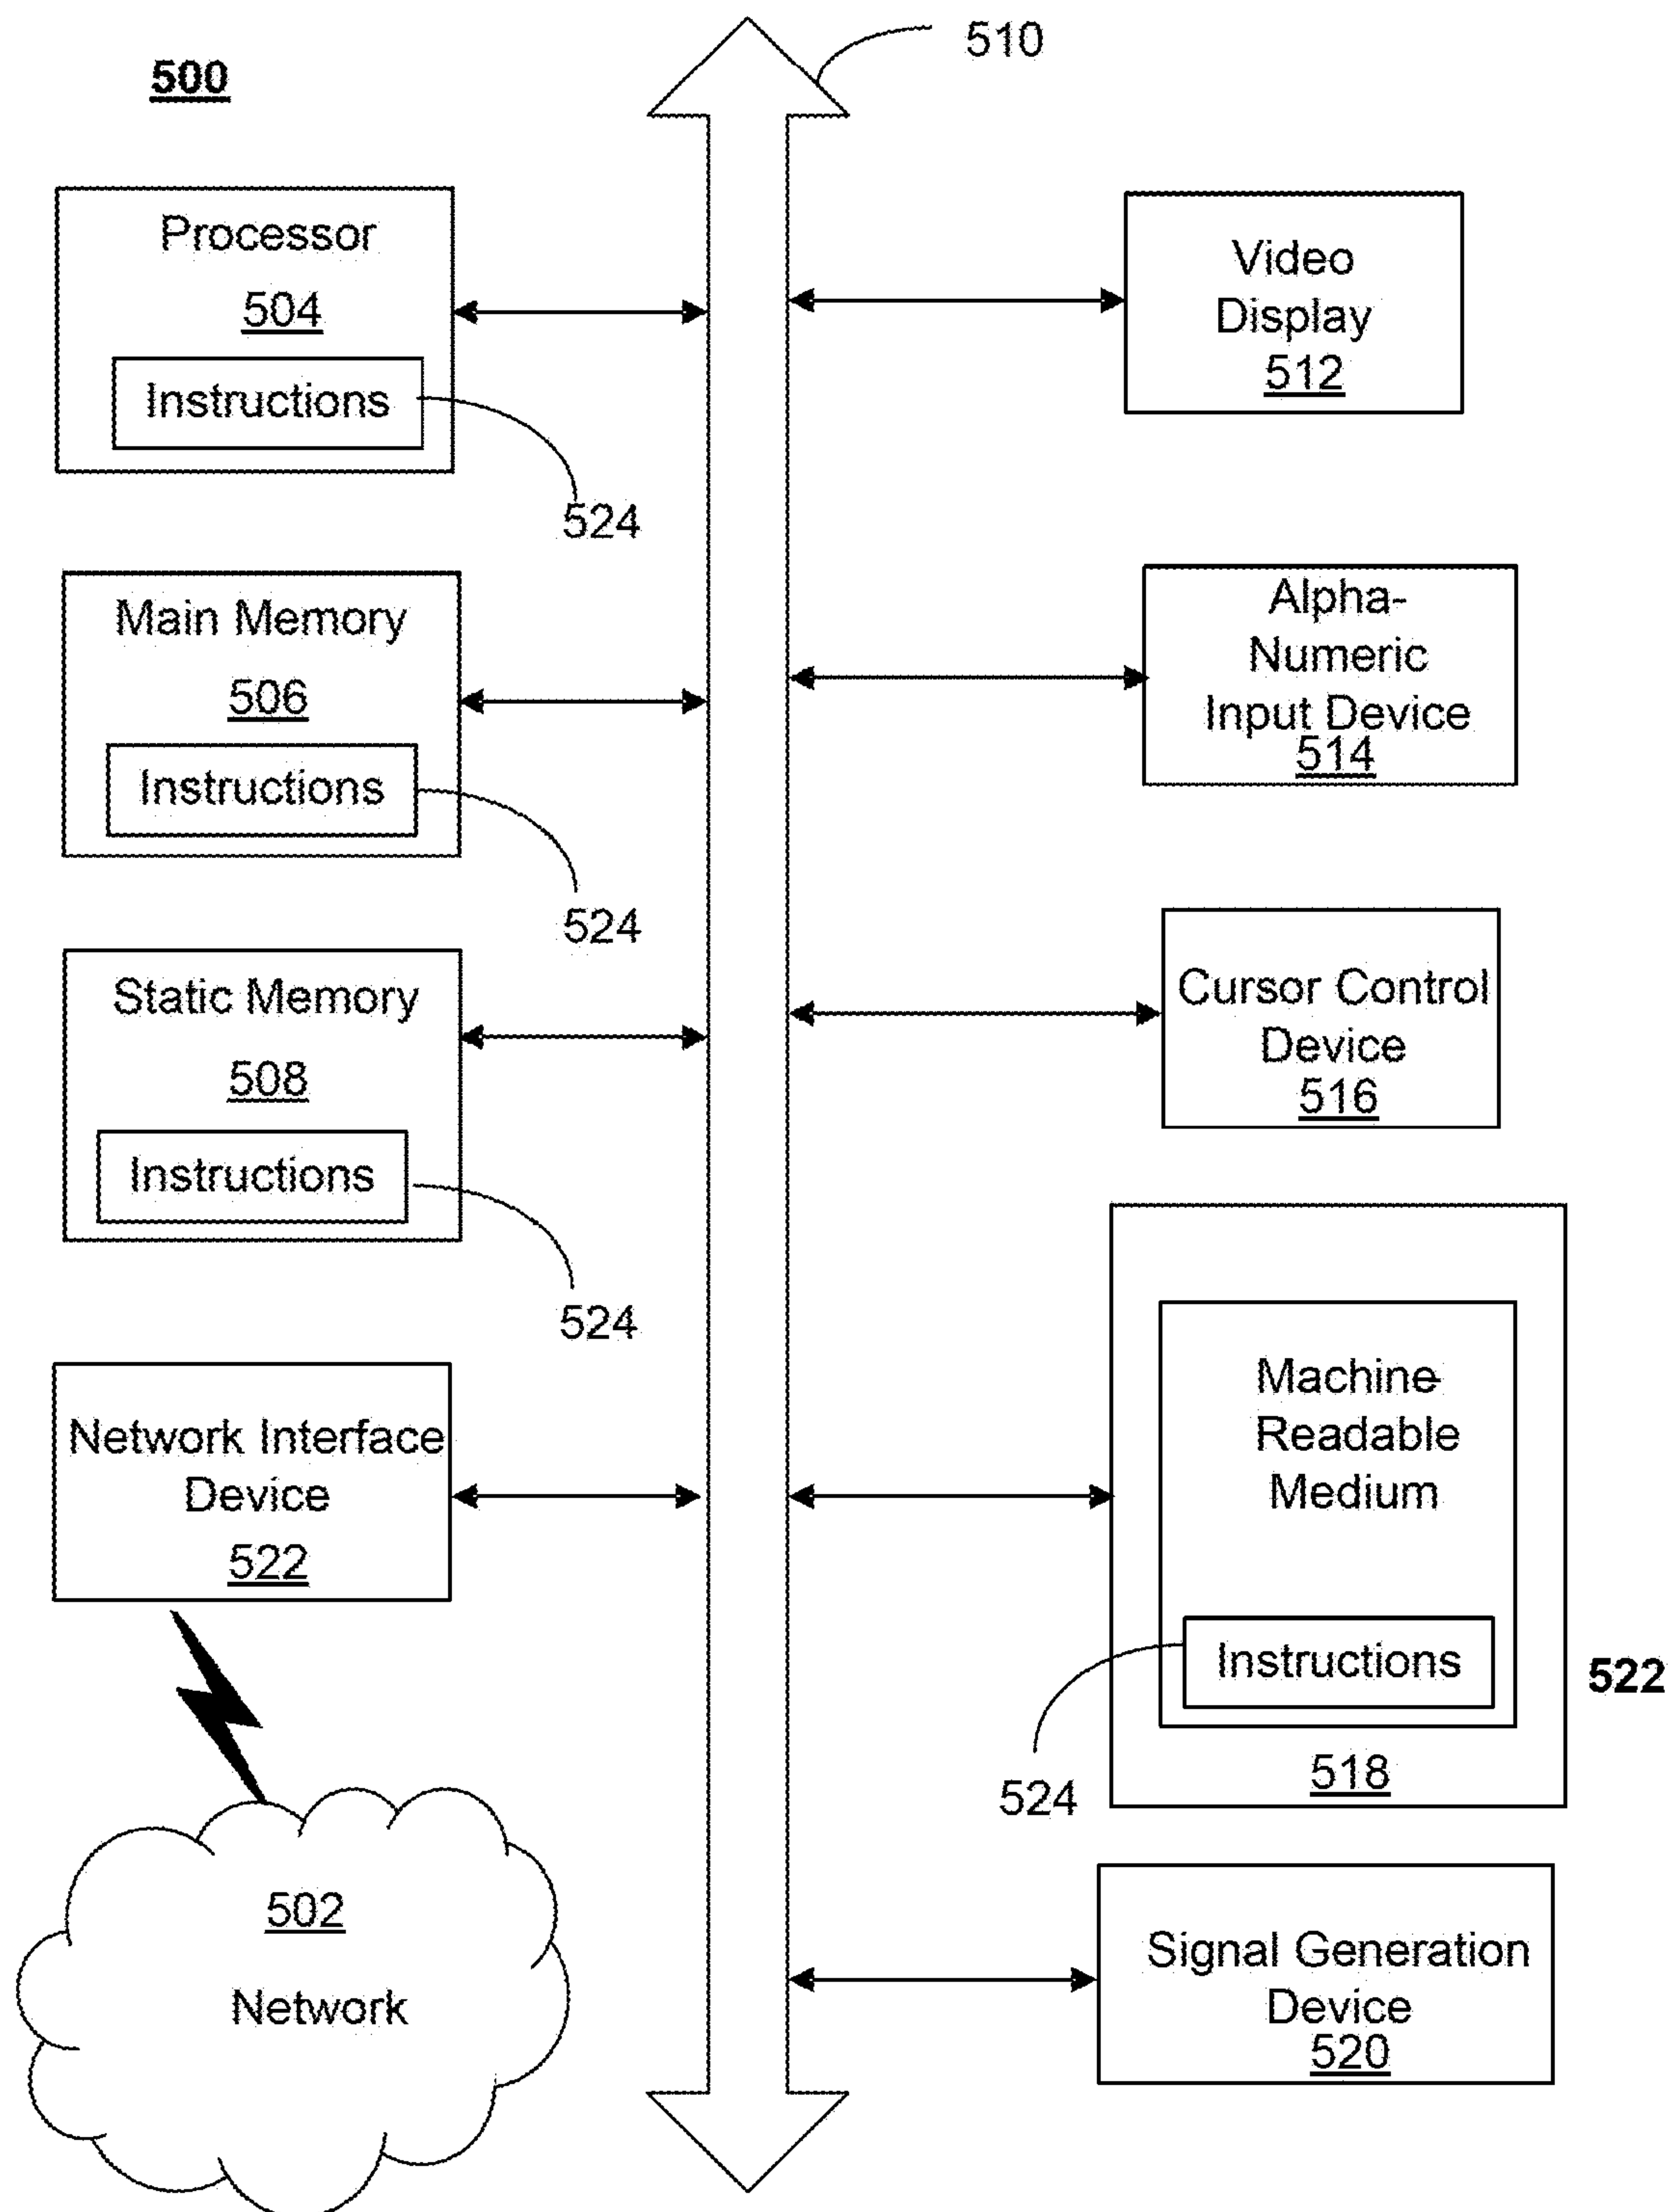 500
510
Processor
504
Instructions
524
Main Memory
506
Instructions
524
Static Memory
508
Instructions
524
Network Interface
Device
522
502
Network
Video
Display
512
Alpha-
Numeric
Input Device
514
Cursor Control
Device
516
Machine-
Readable
Medium
Instructions
522
524
518
Signal Generation
Device
520